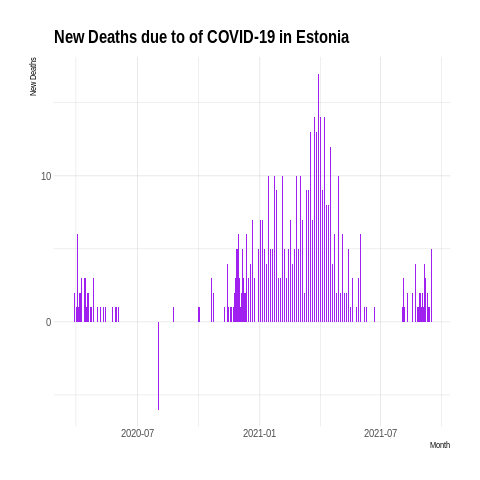 New Deaths due to of COVID-19 in Estonia
New Deaths
10
0
2020-07
2021-01
2021-07
Month